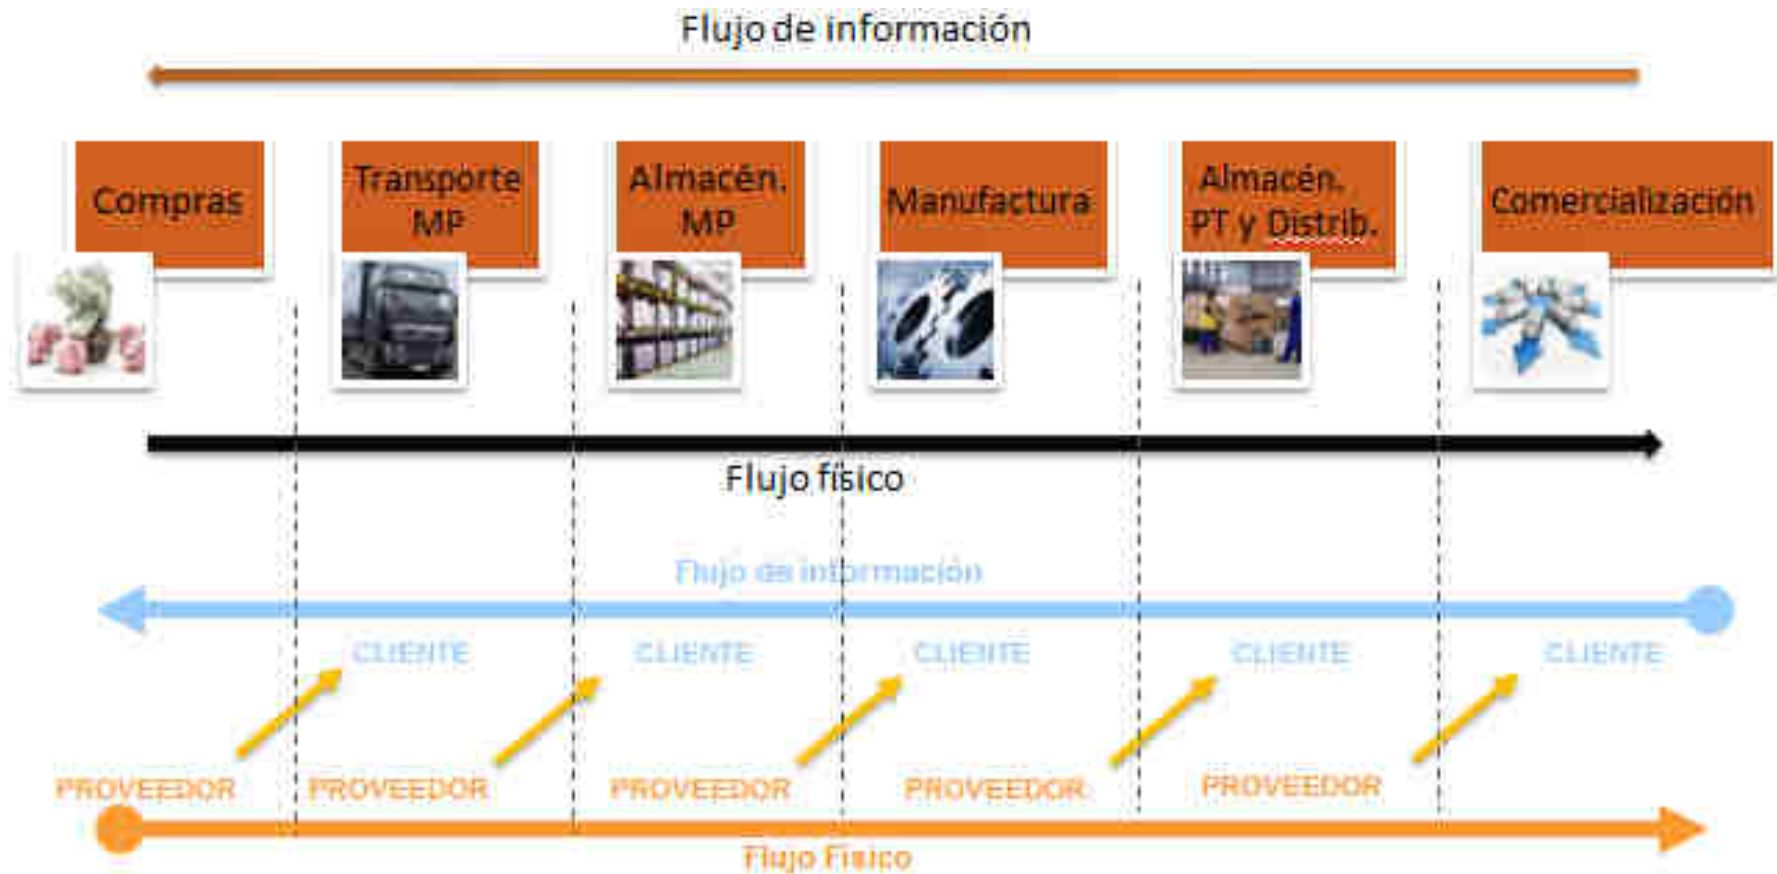 Flujo de información
Compras
Transporte
MP
Almacén.
MP
Manufactura
Almacén.
PT y Distrib.
Comercialización
Flujo físico
Flujo de información
CLIENTE
CLIENTE
CLIENTE
CLIENTE
CLIENTE
PROVEEDOR
PROVEEDOR
PROVEEDOR
PROVEEDOR
PROVEEDOR
Flujo Físico